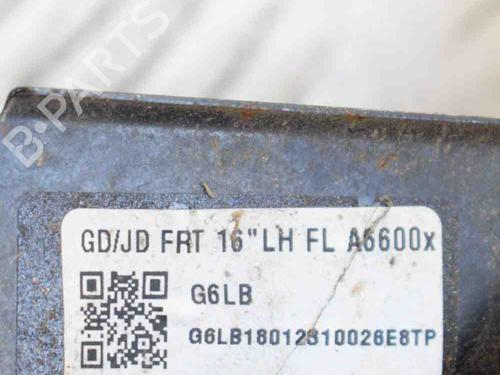 B-PARTS
GD/JD FRT 16" LH FL A6600x
G6LB
G6LB18012810026E8TP